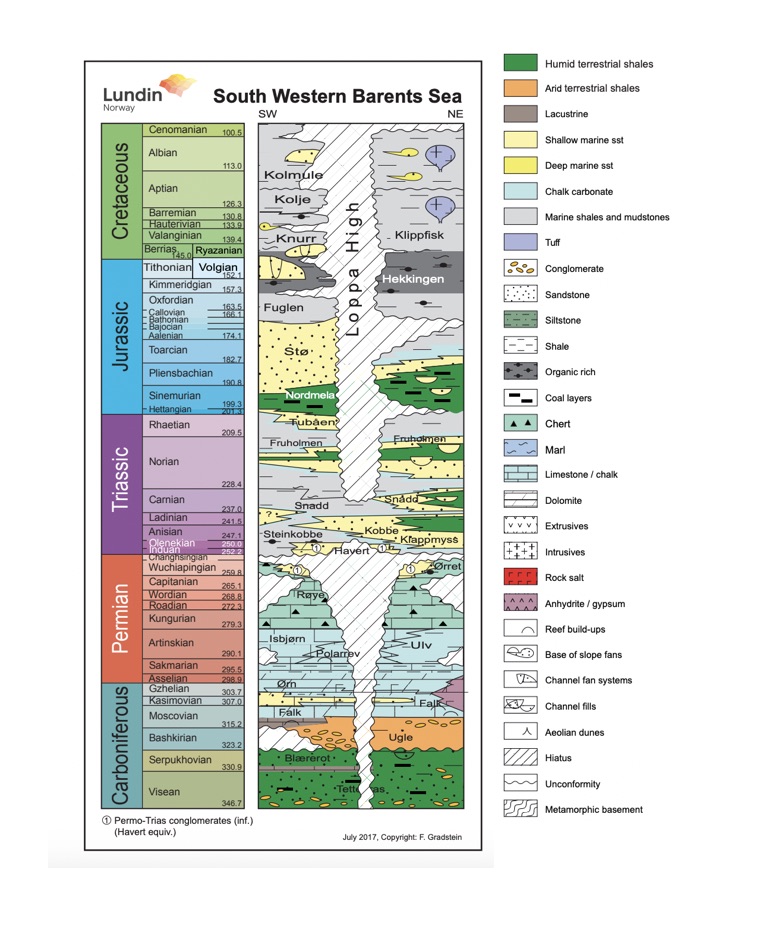 Lundin
Norway
South Western Barents Sea
SW
NE
Cretaceous
Cenomanian 100.5
Albian
113.0
Aptian
126.3
Barremian 130.8
Hauterivian 133.9
Valanginian 139.4
Berrias. 145.0 Ryazanian
Jurassic
Tithonian Volgian
152.1
Kimmeridgian 157.3
Oxfordian 163.5
Callovian 166.1
Bathonian
Bajocian
Aalenian 174.1
Toarcian
182.7
Pliensbachian
190.8
Sinemurian
199.3
Hettangian 201.3
Triassic
Rhaetian
209.5
Norian
228.4
Carnian
237.0
Ladinian
241.5
Anisian
247.1
Olenekian 250.0
Induan 252.2
Permian
Changhsingian
Wuchiapingian
259.8
Capitanian
265.1
Wordian 268.8
Roadian 272.3
Kungurian
279.3
Artinskian
290.1
Sakmarian
295.5
Asselian 298.9
Carboniferous
Gzhelian 303.7
Kasimovian 307.0
Moscovian
315.2
Bashkirian
323.2
Serpukhovian
330.9
Visean
346.7
Kolmule
Kolje
Knurr
Klippfisk
Loppa High
Hekkingen
Fuglen
Stø
Nordmela
Tubåen
Fruholmen
Fruholmen
Snadd
Snadd
?
Steinkobbe
Kobbe
Klappmyss
1
Havert
1
1
1
Ørret
Røye
Isbjørn
Ulv
Polarrev
Ørn
Falk
Falk
Ugle
Blærerot
1 Permo-Trias conglomerates (inf.)
(Havert equiv.)
July 2017, Copyright: F. Gradstein
Humid terrestrial shales
Arid terrestrial shales
Lacustrine
Shallow marine sst
Deep marine sst
Chalk carbonate
Marine shales and mudstones
Tuff
Conglomerate
Sandstone
Siltstone
Shale
Organic rich
Coal layers
Chert
Marl
Limestone / chalk
Dolomite
Extrusives
Intrusives
Rock salt
Anhydrite / gypsum
Reef build-ups
Base of slope fans
Channel fan systems
Channel fills
Aeolian dunes
Hiatus
Unconformity
Metamorphic basement